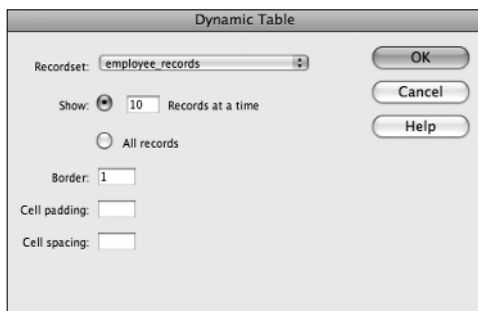 Dynamic Table
Recordset: employee_records
OK
Show: 10 Records at a time
Cancel
All records
Help
Border: 1
Cell padding:
Cell spacing: